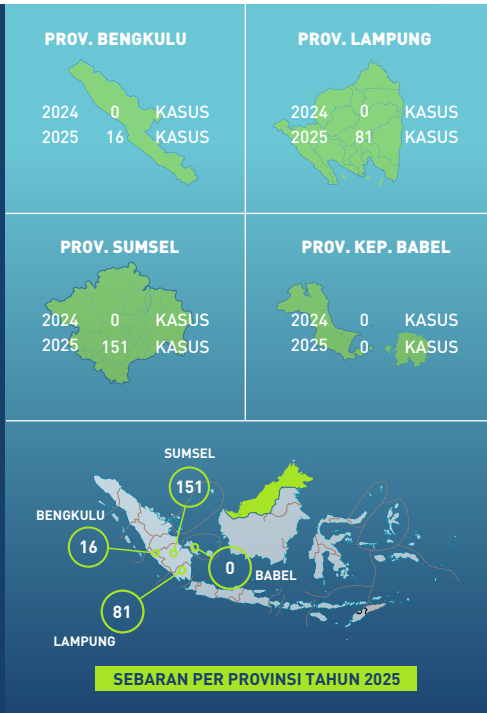 PROV. BENGKULU
2024 0 KASUS
2025 16 KASUS
PROV. LAMPUNG
2024 0 KASUS
2025 81 KASUS
PROV. SUMSEL
2024 0 KASUS
2025 151 KASUS
PROV. KEP. BABEL
2024 0 KASUS
2025 0 KASUS
SUMSEL
151
BENGKULU
16
0
BABEL
81
LAMPUNG
SEBARAN PER PROVINSI TAHUN 2025